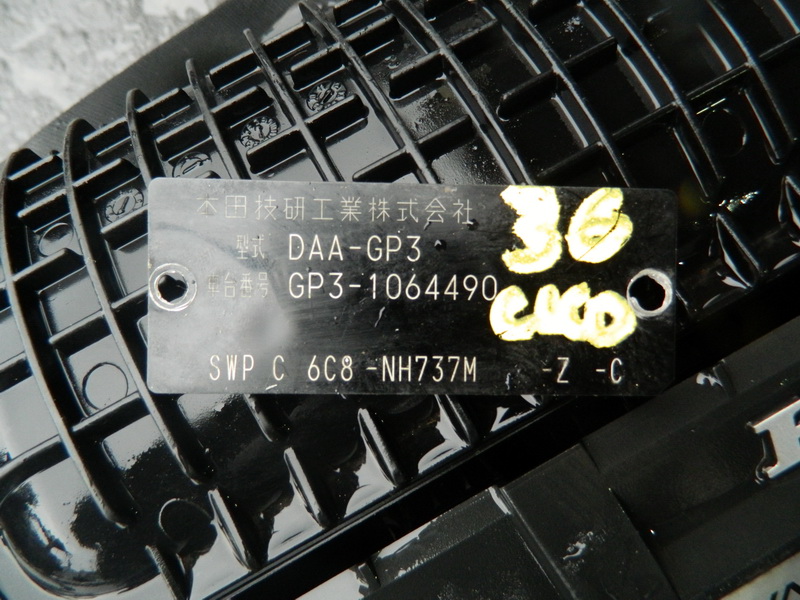 本田技研工業株式会社
型式 DAA-GP3
車台番号 GP3-1064490
36
SWP C 6C8 -NH737M -Z -C